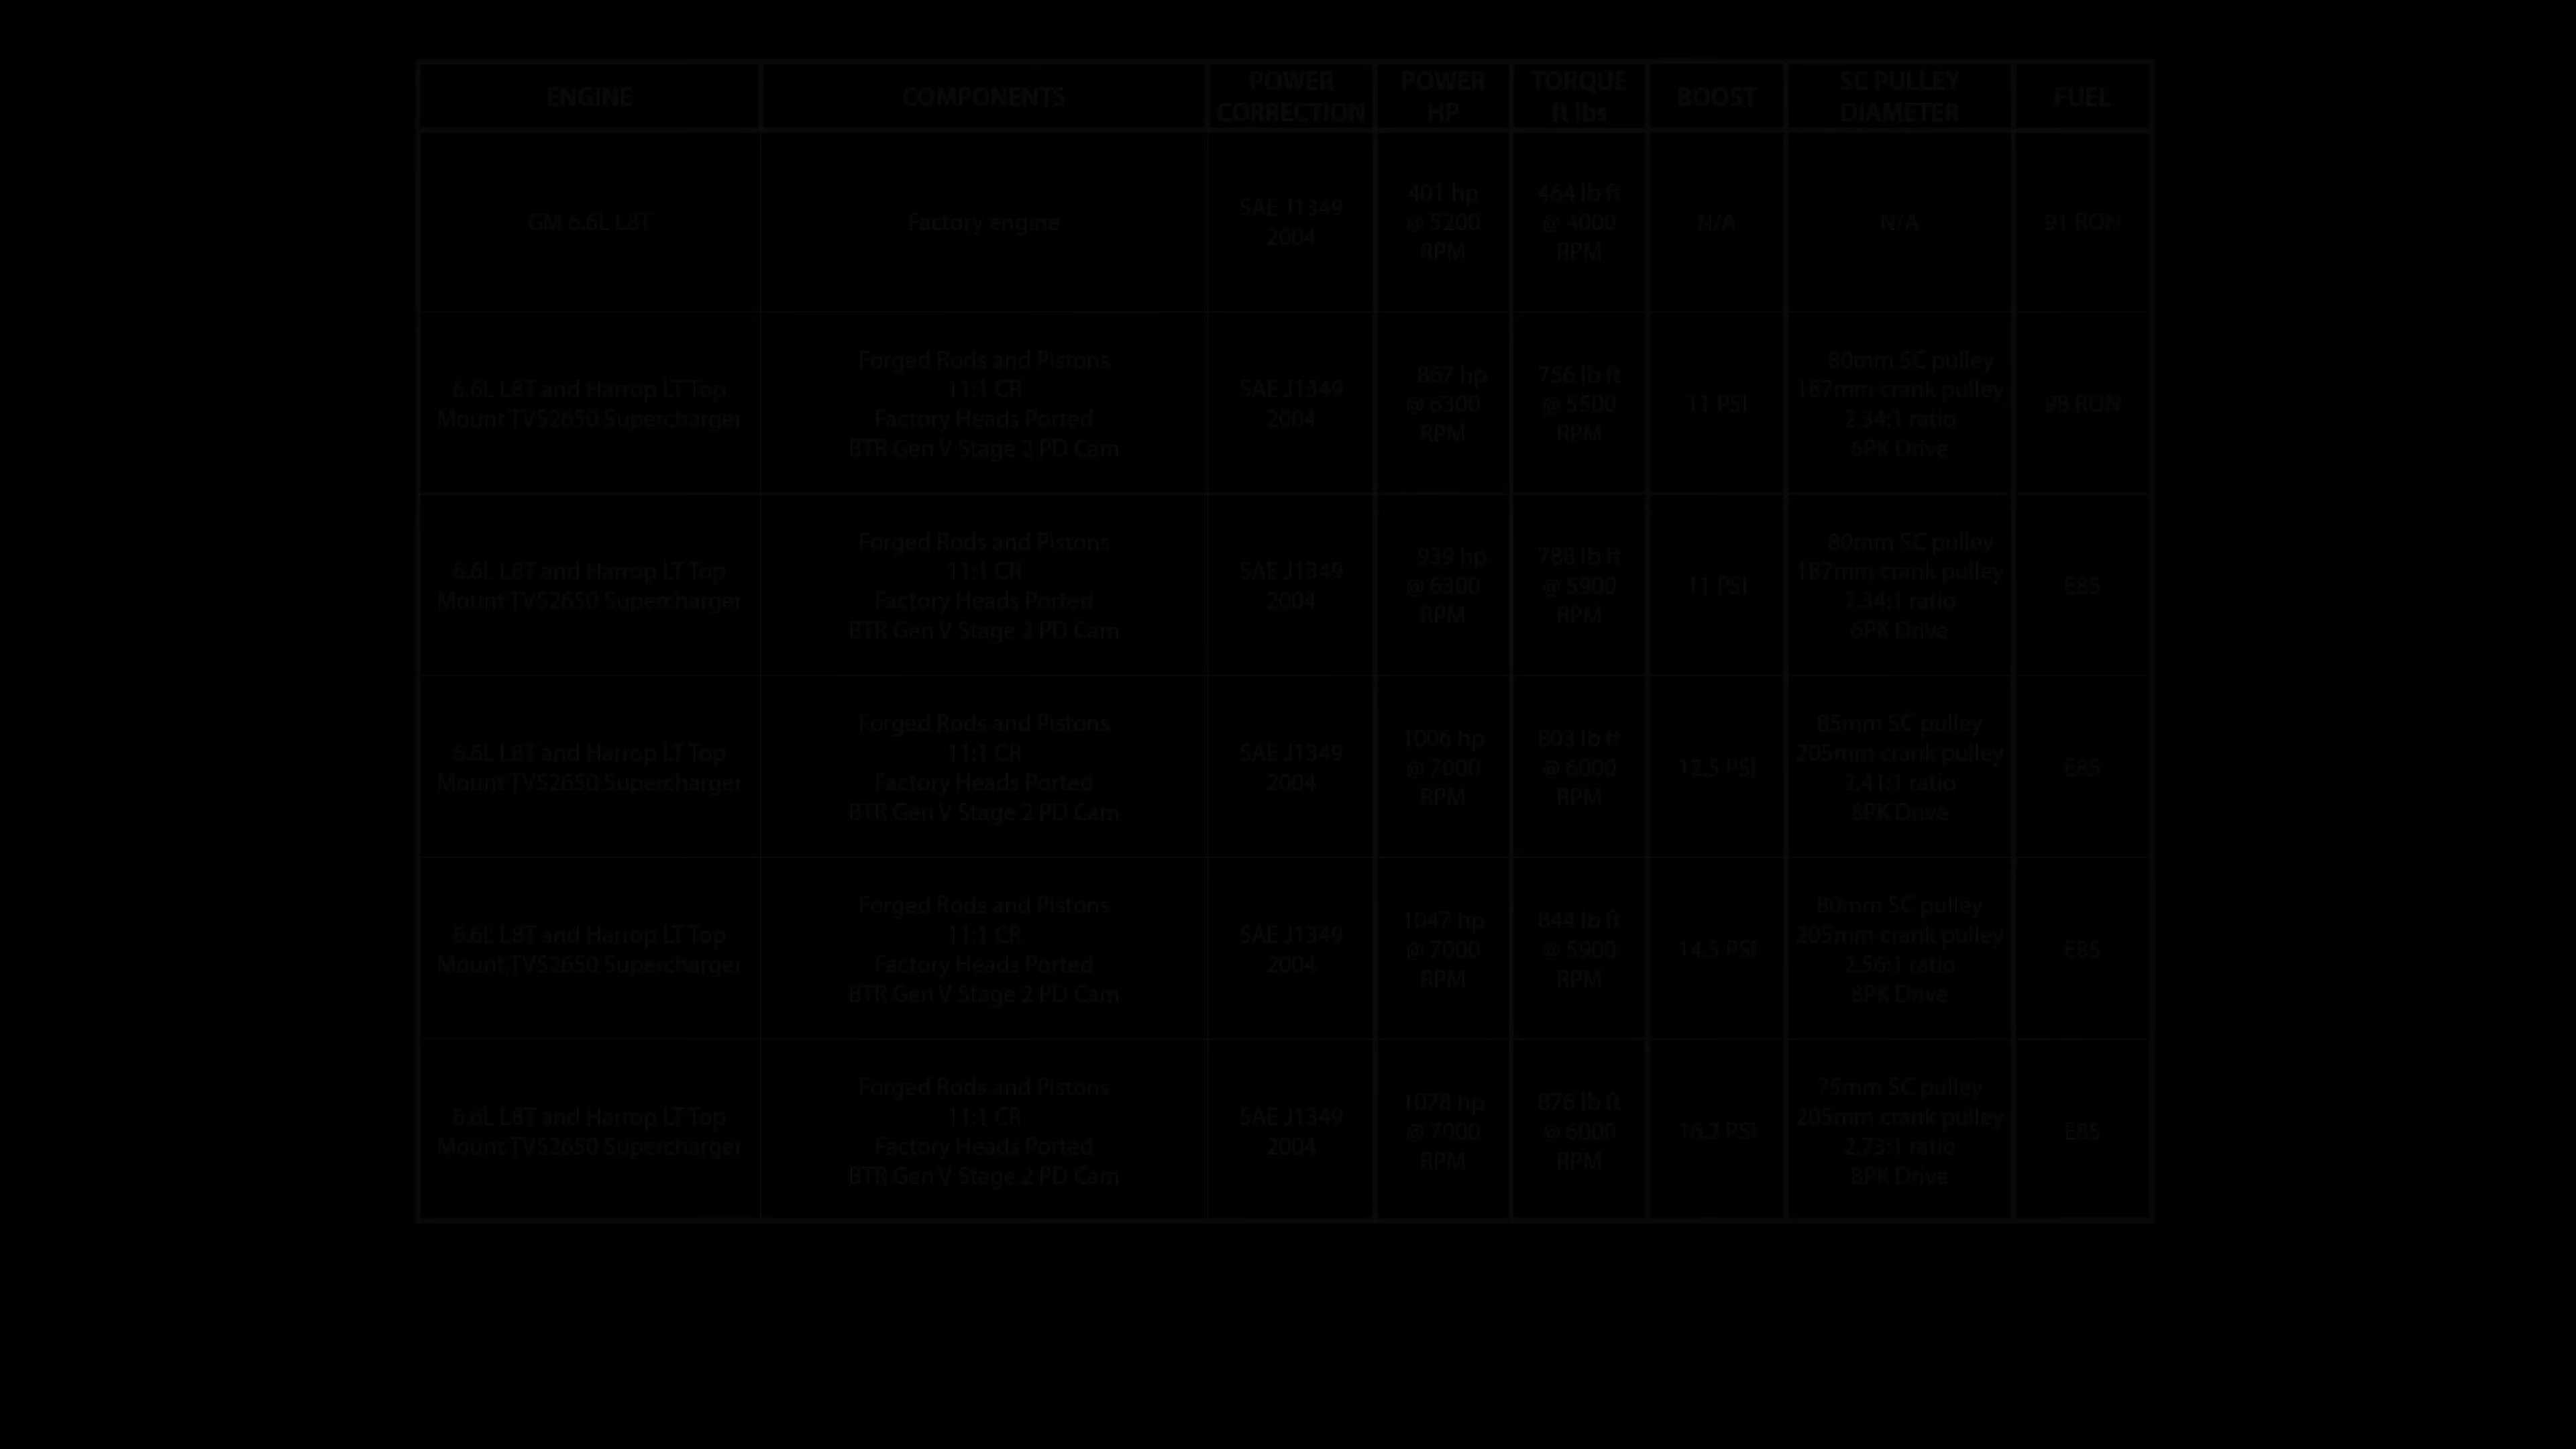 ENGINE
COMPONENTS
POWER
CORRECTION
POWER
HP
TORQUE
ft lbs
BOOST
SC PULLEY
DIAMETER
FUEL
GM 6.6L L8T
Factory engine
SAE J1349
2004
401 hp
@ 5200
RPM
464 lb ft
@ 4000
RPM
N/A
N/A
91 RON
6.6L L8T and Harrop LT Top
Mount TVS2650 Supercharger
Forged Rods and Pistons
11:1 CR
Factory Heads Ported
BTR Gen V Stage 2 PD Cam
SAE J1349
2004
867 hp
@ 6300
RPM
756 lb ft
@ 5500
RPM
11 PSI
80mm SC pulley
187mm crank pulley
2.34:1 ratio
6PK Drive
98 RON
6.6L L8T and Harrop LT Top
Mount TVS2650 Supercharger
Forged Rods and Pistons
11:1 CR
Factory Heads Ported
BTR Gen V Stage 2 PD Cam
SAE J1349
2004
939 hp
@ 6300
RPM
788 lb ft
@ 5900
RPM
11 PSI
80mm SC pulley
187mm crank pulley
2.34:1 ratio
6PK Drive
E85
6.6L L8T and Harrop LT Top
Mount TVS2650 Supercharger
Forged Rods and Pistons
11:1 CR
Factory Heads Ported
BTR Gen V Stage 2 PD Cam
SAE J1349
2004
1006 hp
@ 7000
RPM
803 lb ft
@ 6000
RPM
12.5 PSI
85mm SC pulley
205mm crank pulley
2.41:1 ratio
8PK Drive
E85
6.6L L8T and Harrop LT Top
Mount TVS2650 Supercharger
Forged Rods and Pistons
11:1 CR
Factory Heads Ported
BTR Gen V Stage 2 PD Cam
SAE J1349
2004
1047 hp
@ 7000
RPM
844 lb ft
@ 5900
RPM
14.5 PSI
80mm SC pulley
205mm crank pulley
2.56:1 ratio
8PK Drive
E85
6.6L L8T and Harrop LT Top
Mount TVS2650 Supercharger
Forged Rods and Pistons
11:1 CR
Factory Heads Ported
BTR Gen V Stage 2 PD Cam
SAE J1349
2004
1078 hp
@ 7000
RPM
876 lb ft
@ 6000
RPM
16.2 PSI
75mm SC pulley
205mm crank pulley
2.73:1 ratio
8PK Drive
E85